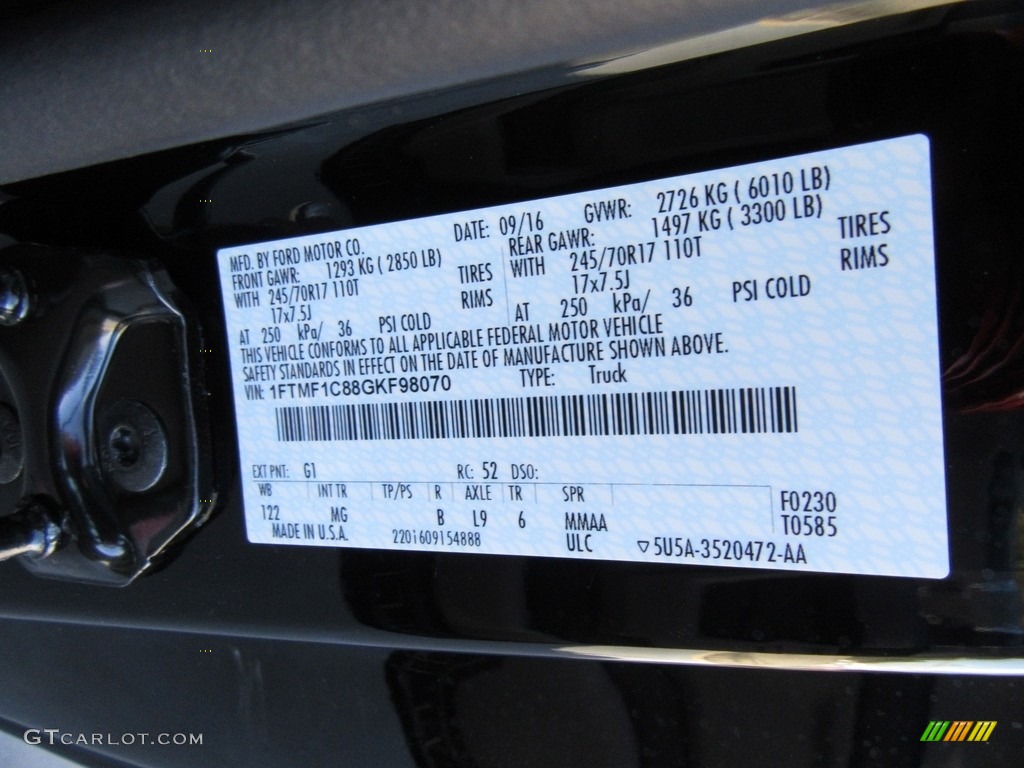 MFD. BY FORD MOTOR CO. DATE: 09/16 GVWR: 2726 KG ( 6010 LB)
FRONT GAWR: 1293 KG ( 2850 LB) REAR GAWR: 1497 KG ( 3300 LB)
WITH 245/70R17 110T TIRES WITH 245/70R17 110T TIRES
17x7.5J RIMS 17x7.5J RIMS
AT 250 kPa/ 36 PSI COLD AT 250 kPa/ 36 PSI COLD
THIS VEHICLE CONFORMS TO ALL APPLICABLE FEDERAL MOTOR VEHICLE
SAFETY STANDARDS IN EFFECT ON THE DATE OF MANUFACTURE SHOWN ABOVE.
VIN: 1FTMF1C88GKF98070 TYPE: Truck
EXT PNT: G1 RC: 52 DSO:
WB INT TR TP/PS R AXLE TR SPR F0230
122 MG B L9 6 MMAA T0585
MADE IN U.S.A. 2201609154888 ULC ▽5U5A-3520472-AA
GTCARLOT.COM